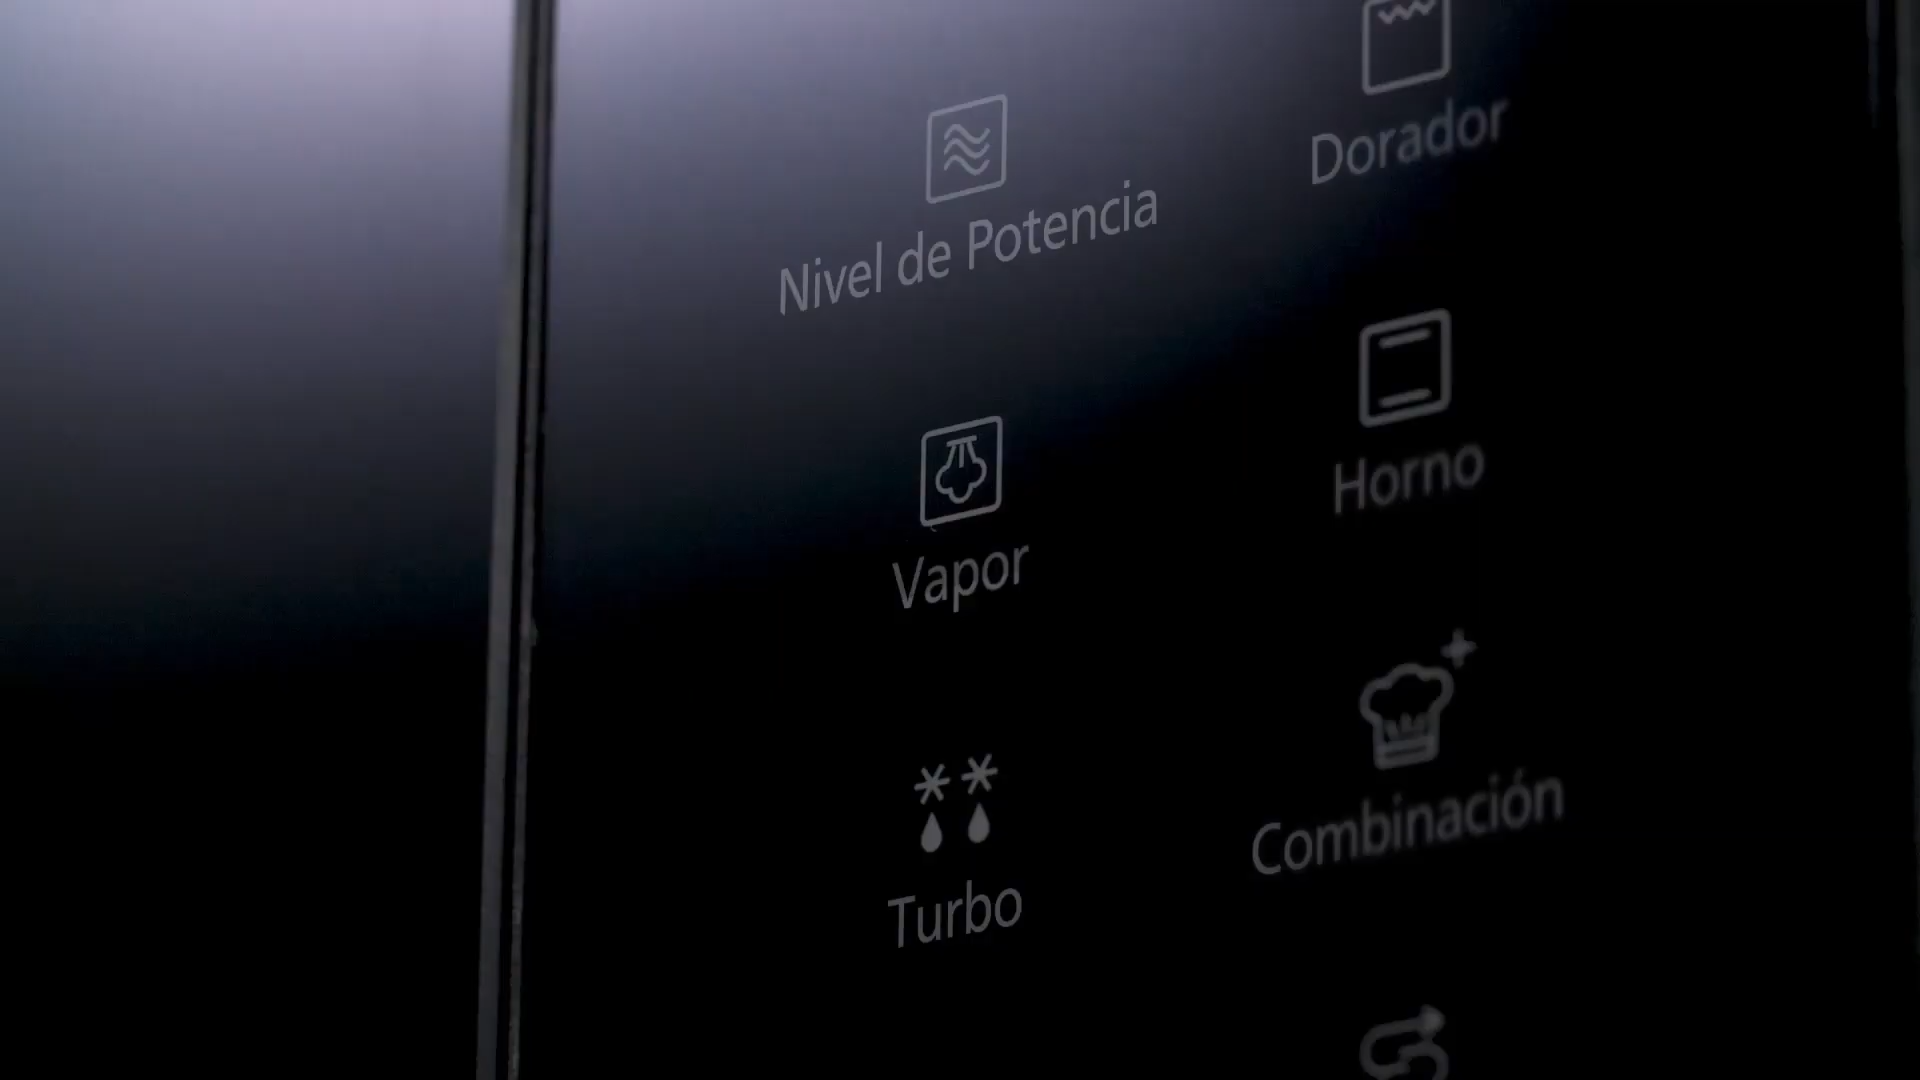 Dorador
Nivel de Potencia
Horno
Vapor
Combinación
Turbo